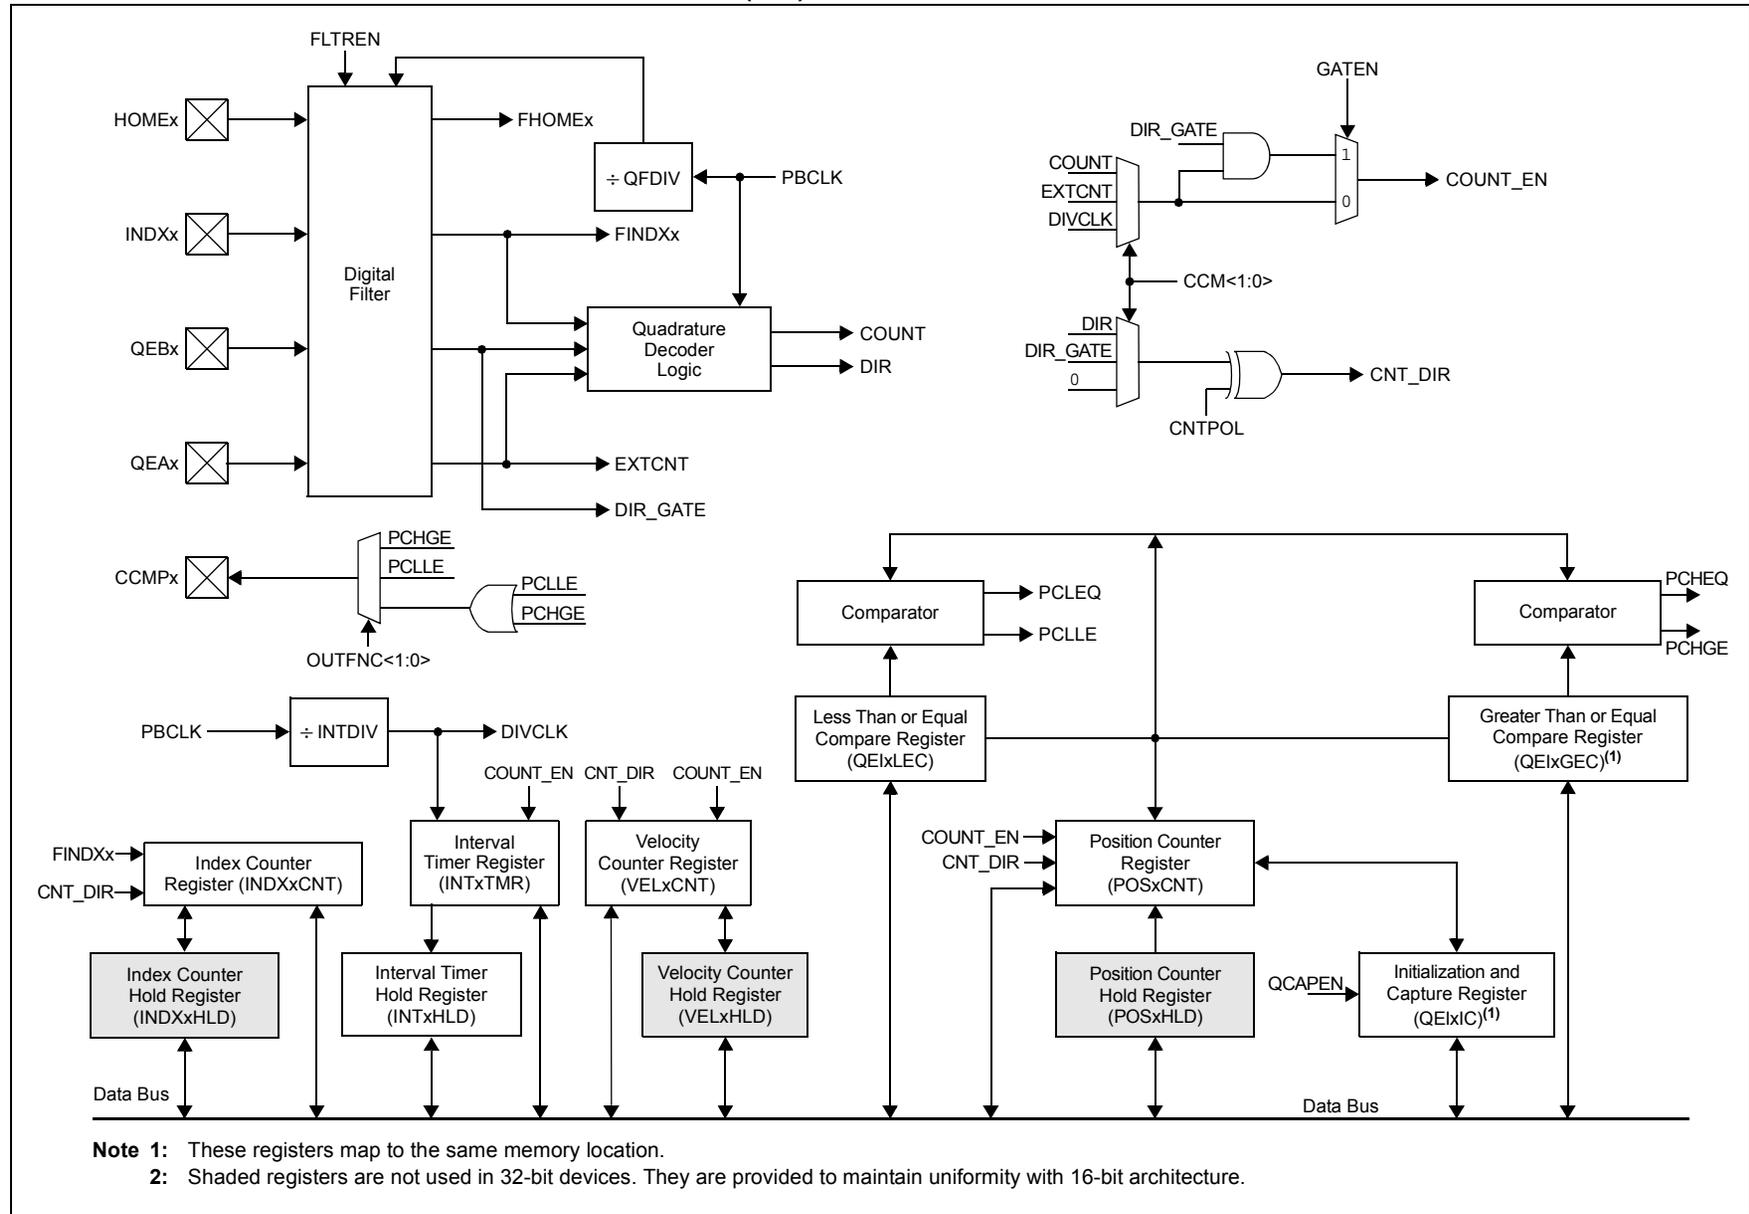 FLTREN
HOMEx
FHOMEx
÷ QFDIV
PBCLK
INDXx
FINDXx
Digital
Filter
QEBx
Quadrature
Decoder
Logic
COUNT
DIR
QEAx
EXTCNT
DIR_GATE
GATEN
DIR_GATE
COUNT
EXTCNT
DIVCLK
1
0
COUNT_EN
CCM<1:0>
DIR
DIR_GATE
0
CNTPOL
CNT_DIR
CCMPx
PCHGE
PCLLE
PCLLE
PCHGE
OUTFNC<1:0>
Comparator
PCLEQ
PCLLE
Comparator
PCHEQ
PCHGE
PBCLK
÷ INTDIV
DIVCLK
Less Than or Equal
Compare Register
(QEIxLEC)
Greater Than or Equal
Compare Register
(QEIxGEC)(1)
COUNT_EN
CNT_DIR
COUNT_EN
FINDXx
CNT_DIR
Index Counter
Register (INDXxCNT)
Interval
Timer Register
(INTxTMR)
Velocity
Counter Register
(VELxCNT)
COUNT_EN
CNT_DIR
Position Counter
Register
(POSxCNT)
Index Counter
Hold Register
(INDXxHLD)
Interval Timer
Hold Register
(INTxHLD)
Velocity Counter
Hold Register
(VELxHLD)
Position Counter
Hold Register
(POSxHLD)
QCAPEN
Initialization and
Capture Register
(QEIxIC)(1)
Data Bus
Data Bus
Note 1: These registers map to the same memory location.
2: Shaded registers are not used in 32-bit devices. They are provided to maintain uniformity with 16-bit architecture.